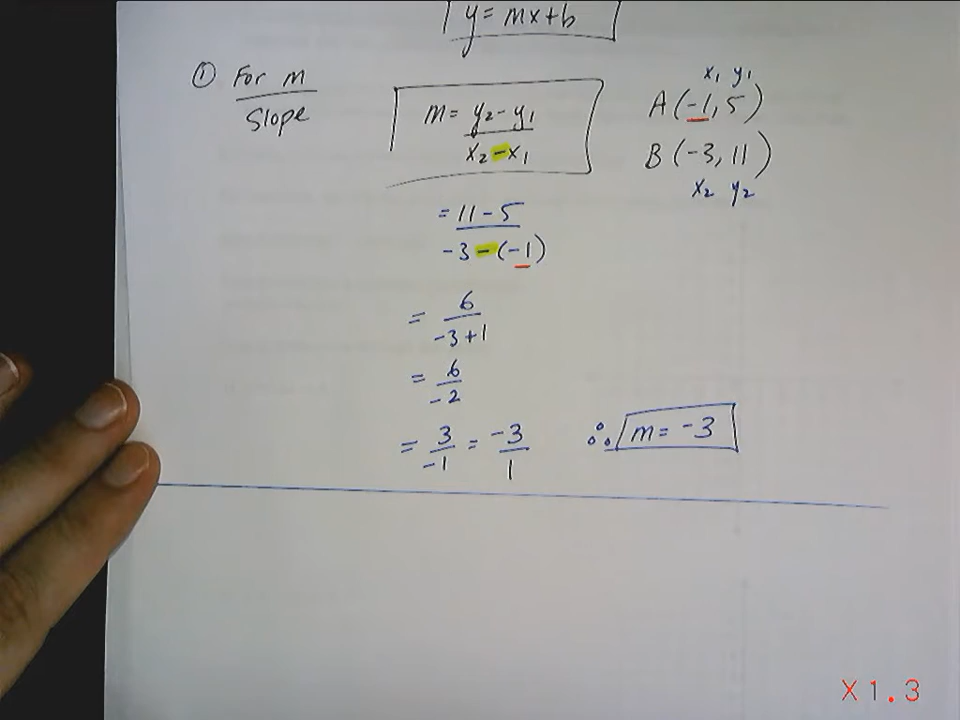 y = mx+b
① For m
Slope
m = y₂ - y₁
x₂ - x₁
x₁ y₁
A (-1, 5)
B (-3, 11)
x₂ y₂
= 11 - 5
-3 - (-1)
= 6
-3+1
= 6
-2
= 3 = -3
-1 1
∴ m = -3
X1.3